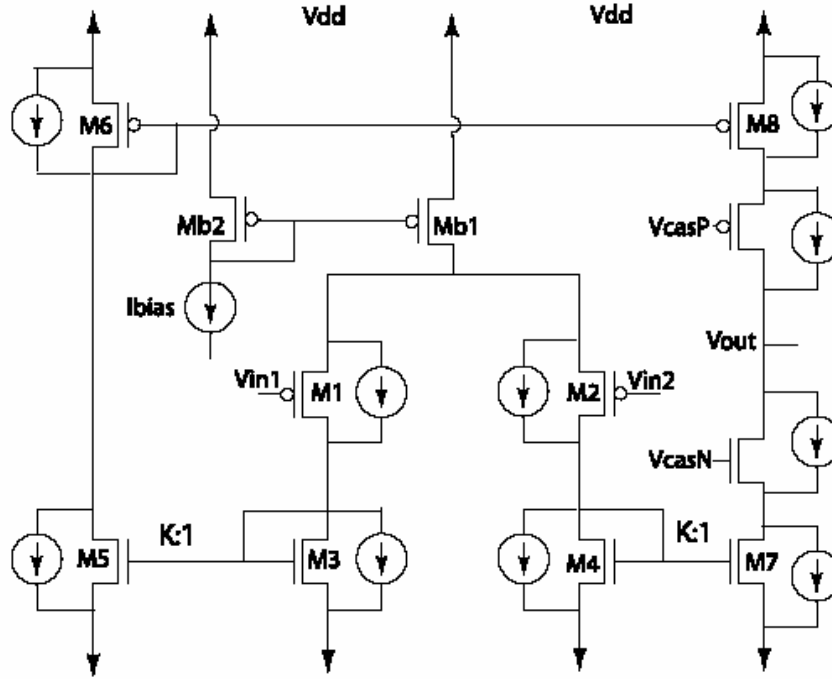 Vdd Vdd
M6 M8
Mb2 Mb1 VcasP
Ibias
Vout
Vin1 M1 M2 Vin2
VcasN
K:1 K:1
M5 M3 M4 M7